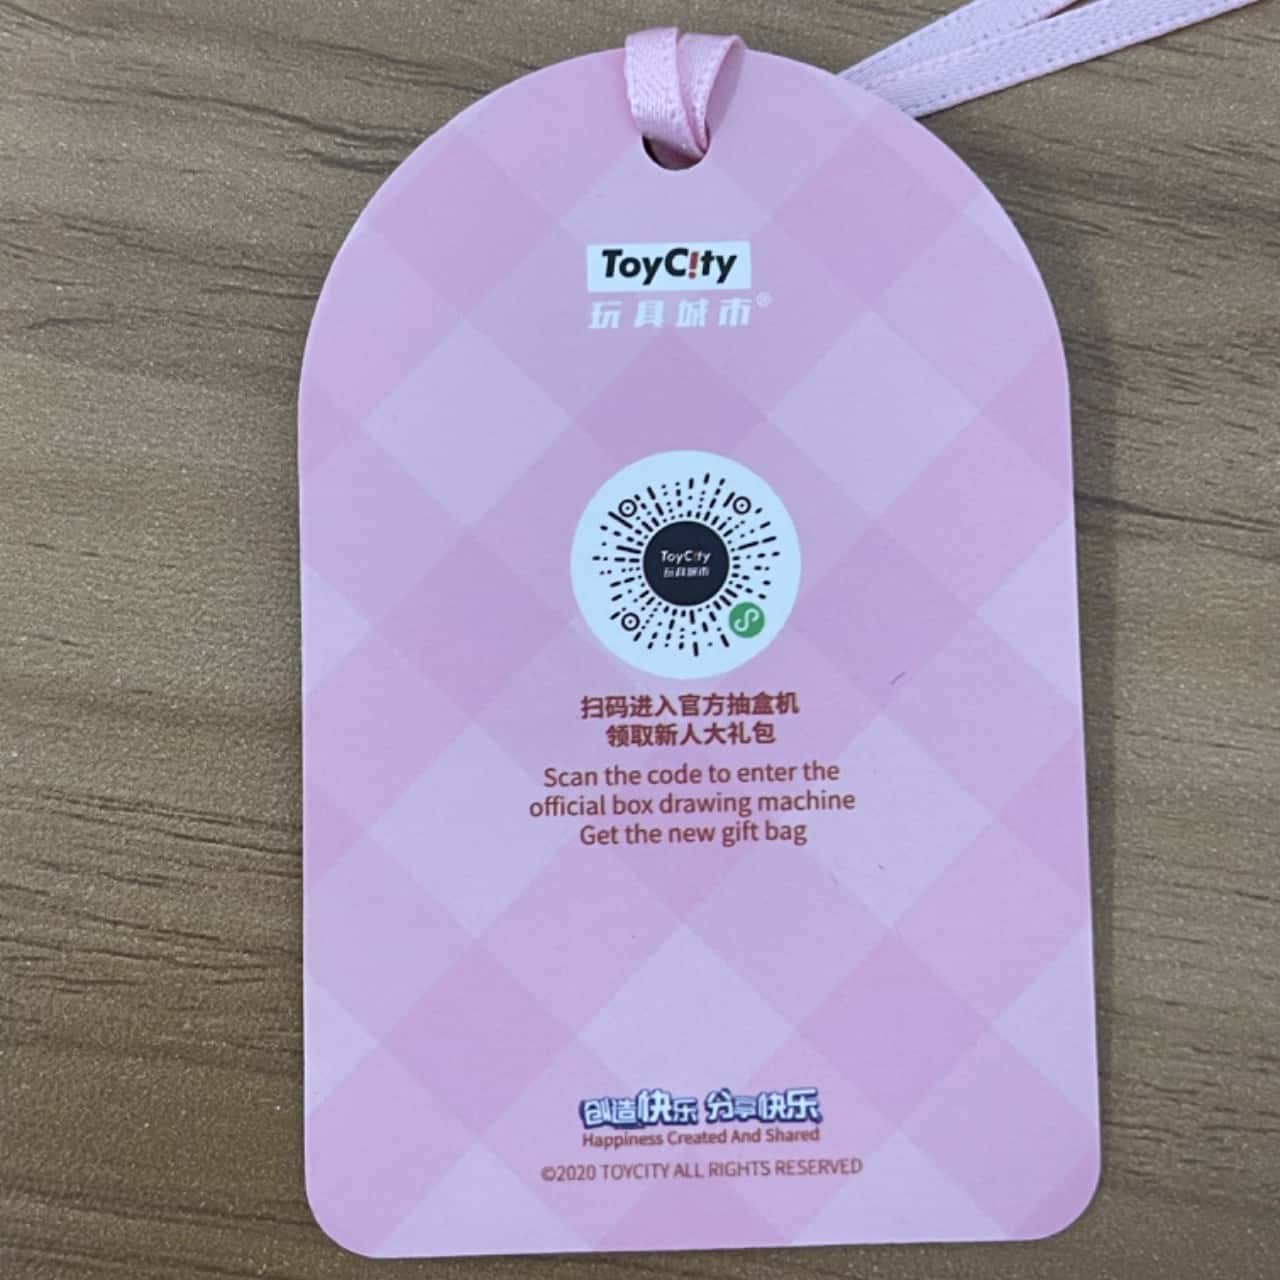 ToyC!ty
玩具城市®
ToyC!ty
玩具城市
扫码进入官方抽盒机
领取新人大礼包
Scan the code to enter the
official box drawing machine
Get the new gift bag
创造快乐 分享快乐
Happiness Created And Shared
©2020 TOYCITY ALL RIGHTS RESERVED